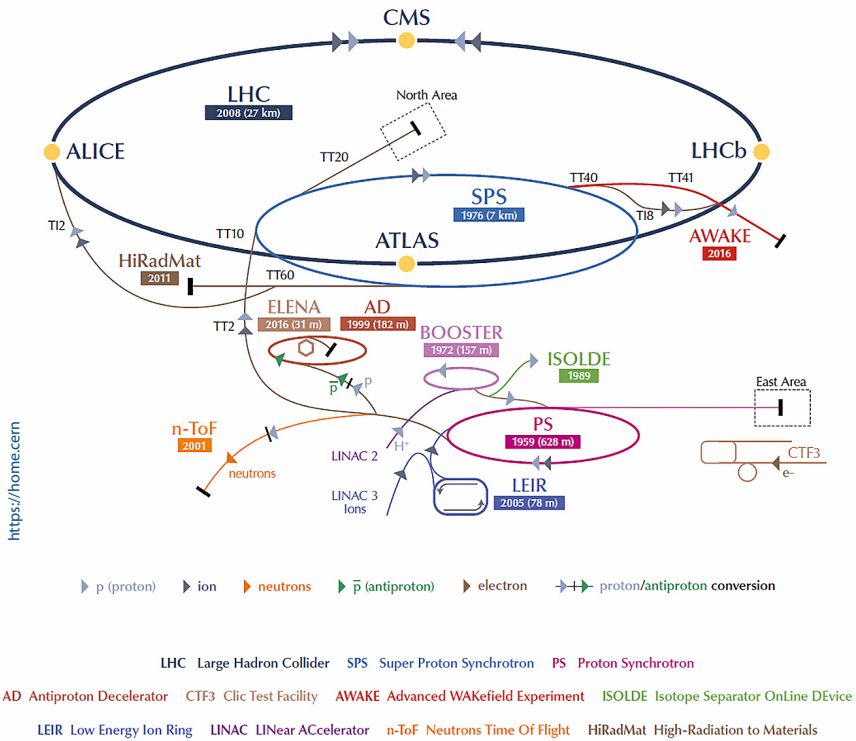 CMS
LHC
2008 (27 km)
North Area
ALICE
LHCb
TT20
TT40
TT41
SPS
1976 (7 km)
TI2
TT10
TI8
ATLAS
AWAKE
2016
HiRadMat
2011
TT60
ELENA
2016 (31 m)
AD
1999 (182 m)
TT2
BOOSTER
1972 (157 m)
ISOLDE
1989
p
p̅
East Area
n-ToF
2001
PS
1959 (628 m)
H⁺
LINAC 2
neutrons
CTF3
e–
LINAC 3
Ions
LEIR
2005 (78 m)
https://home.cern
p (proton) ion neutrons p̅ (antiproton) electron proton/antiproton conversion
LHC Large Hadron Collider SPS Super Proton Synchrotron PS Proton Synchrotron
AD Antiproton Decelerator CTF3 Clic Test Facility AWAKE Advanced WAKefield Experiment ISOLDE Isotope Separator OnLine DEvice
LEIR Low Energy Ion Ring LINAC LINear ACcelerator n-ToF Neutrons Time Of Flight HiRadMat High-Radiation to Materials